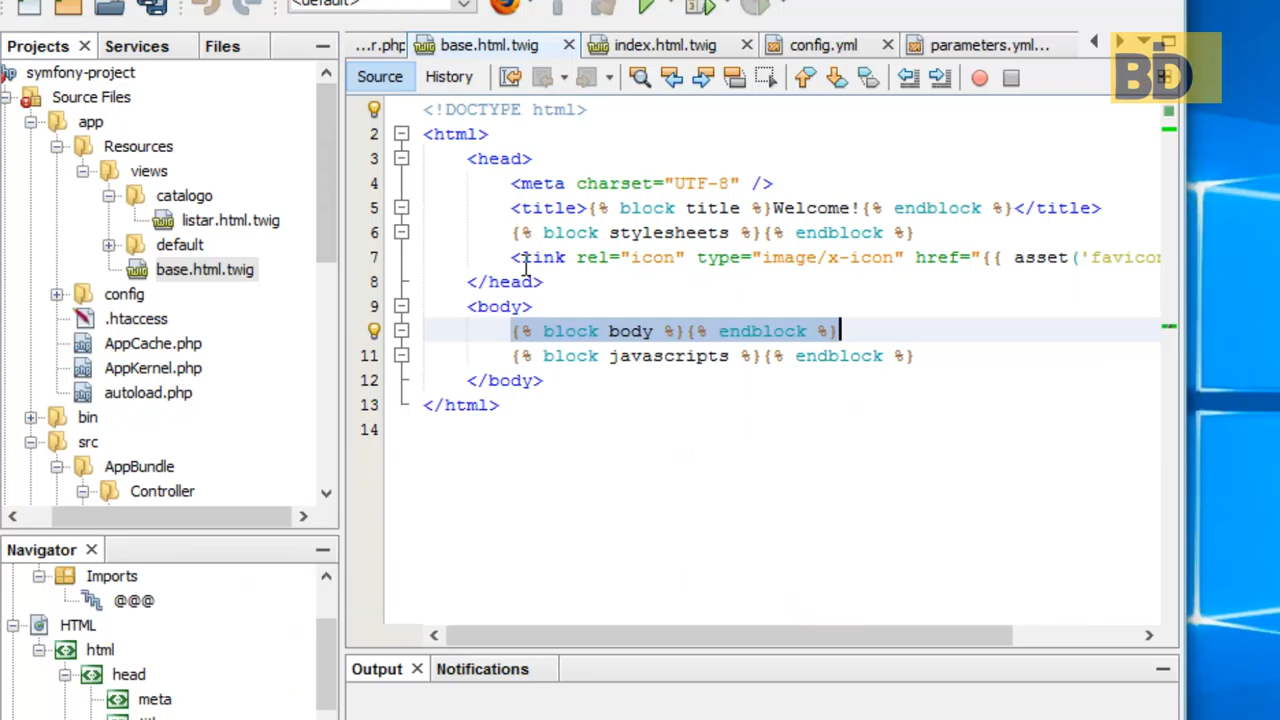 <default>
Projects
Services
Files
...r.php
base.html.twig
index.html.twig
config.yml
parameters.yml...
BD
symfony-project
Source Files
app
Resources
views
catalogo
listar.html.twig
default
base.html.twig
config
.htaccess
AppCache.php
AppKernel.php
autoload.php
bin
src
AppBundle
Controller
Source
History
<!DOCTYPE html>
2 <html>
3 <head>
4 <meta charset="UTF-8" />
5 <title>{% block title %}Welcome!{% endblock %}</title>
6 {% block stylesheets %}{% endblock %}
7 <link rel="icon" type="image/x-icon" href="{{ asset('favicon
8 </head>
9 <body>
{% block body %}{% endblock %}
11 {% block javascripts %}{% endblock %}
12 </body>
13 </html>
14
Navigator
Imports
@@@
HTML
html
head
meta
Output
Notifications